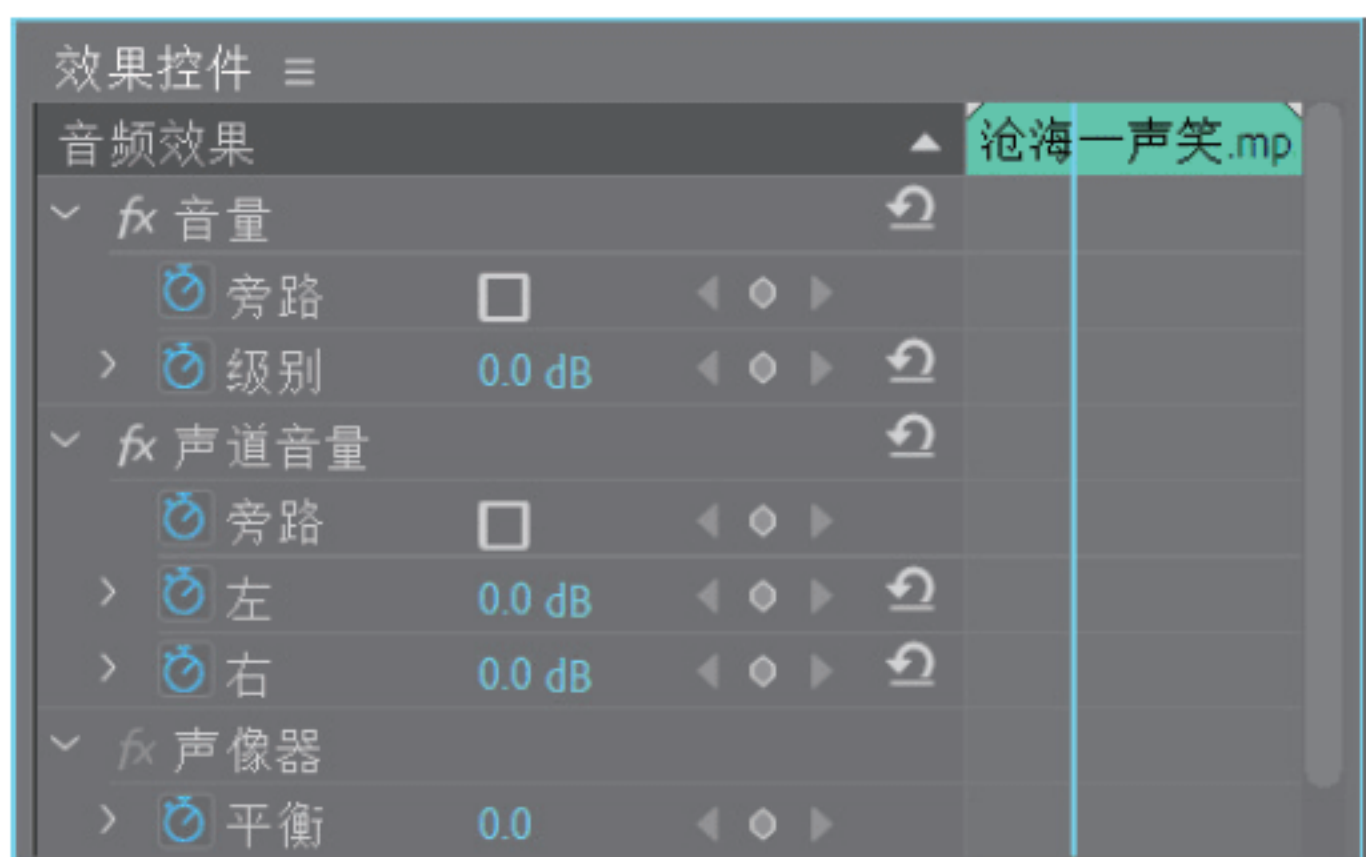 效果控件
音频效果 沧海一声笑.mp
fx 音量
旁路
级别 0.0 dB
fx 声道音量
旁路
左 0.0 dB
右 0.0 dB
fx 声像器
平衡 0.0